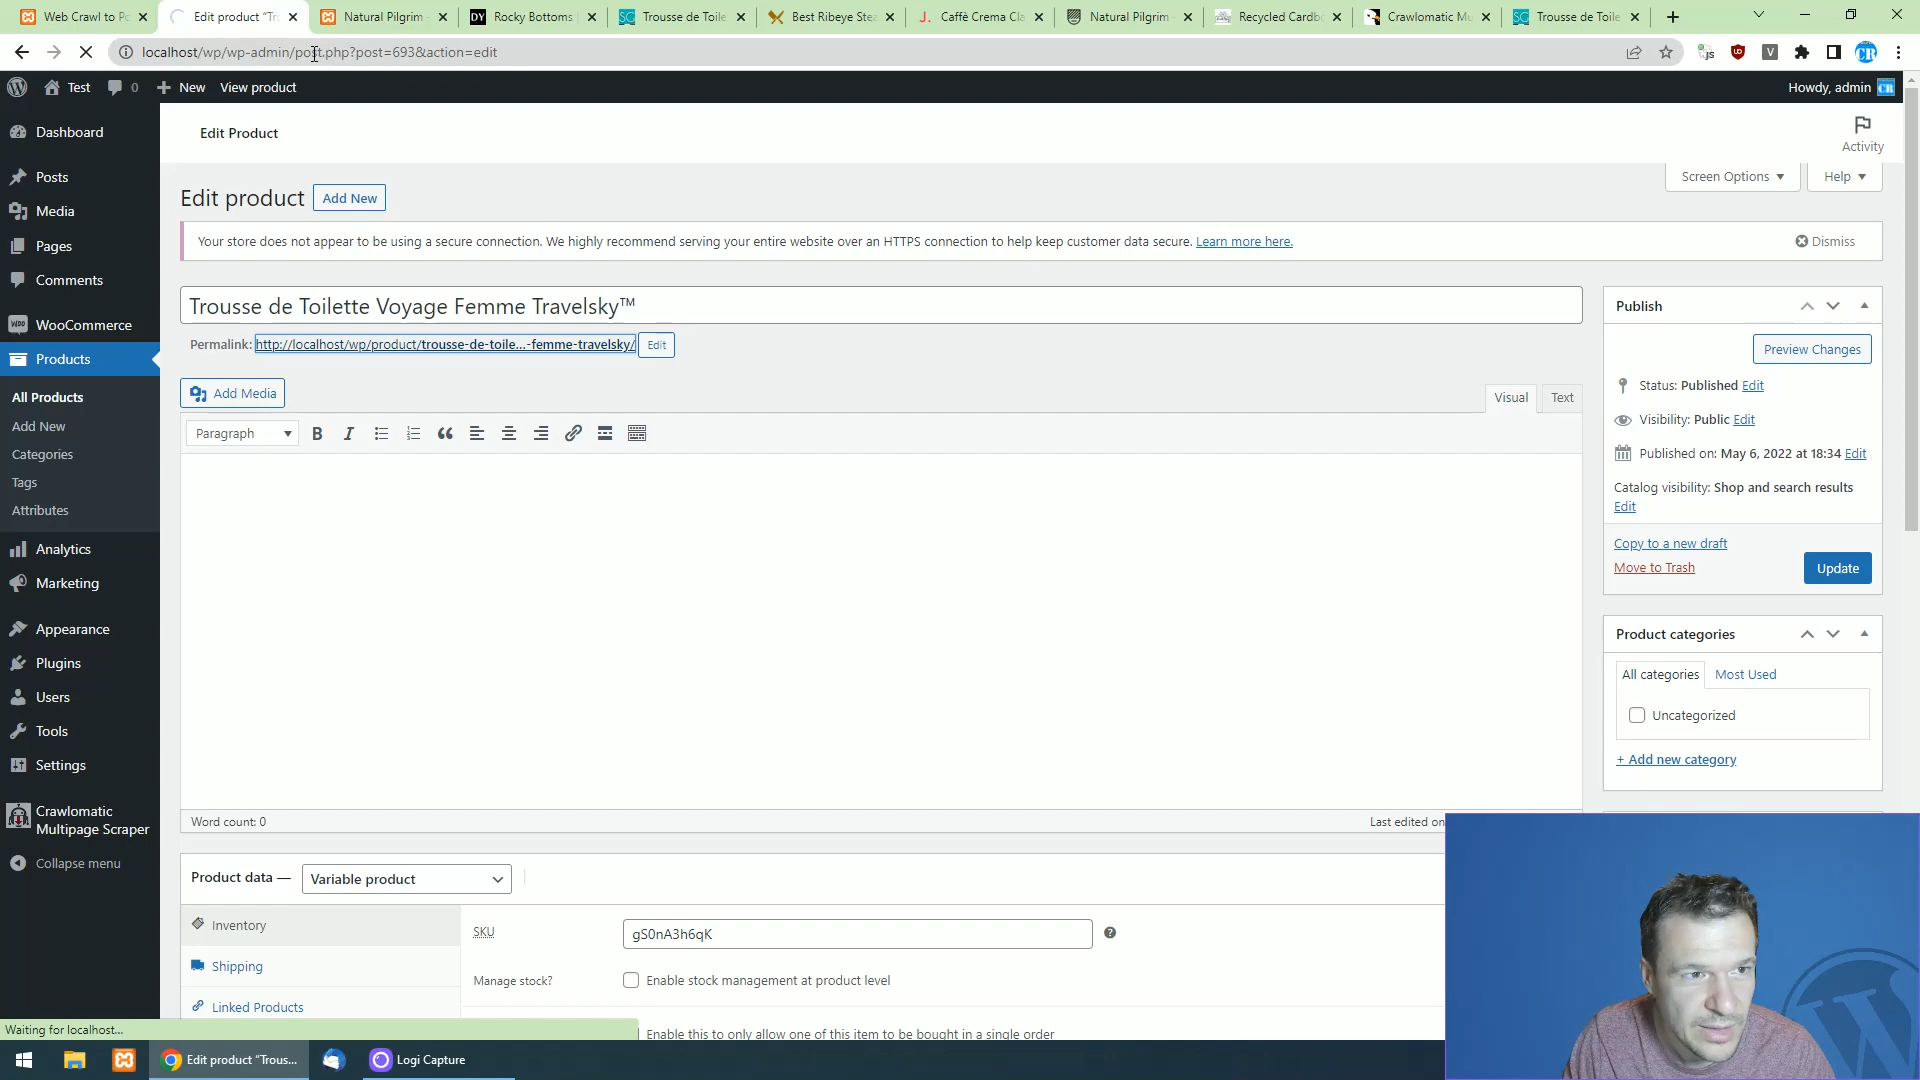 Web Crawl to Po
Edit product "Tro
Natural Pilgrim
Rocky Bottoms
Trousse de Toile
Best Ribeye Stea
Caffè Crema Cla
Natural Pilgrim
Recycled Cardbo
Crawlomatic Mu
Trousse de Toile
localhost/wp/wp-admin/post.php?post=693&action=edit
Test
0
New
View product
Howdy, admin
Dashboard
Posts
Media
Pages
Comments
WooCommerce
Products
All Products
Add New
Categories
Tags
Attributes
Analytics
Marketing
Appearance
Plugins
Users
Tools
Settings
Crawlomatic
Multipage Scraper
Collapse menu
Edit Product
Activity
Screen Options
Help
Edit product
Add New
Your store does not appear to be using a secure connection. We highly recommend serving your entire website over an HTTPS connection to help keep customer data secure. Learn more here.
Dismiss
Trousse de Toilette Voyage Femme Travelsky™
Permalink: http://localhost/wp/product/trousse-de-toile...-femme-travelsky/
Edit
Add Media
Visual
Text
Paragraph
Word count: 0
Last edited on
Product data —
Variable product
Inventory
Shipping
Linked Products
SKU
gS0nA3h6qK
Manage stock?
Enable stock management at product level
Enable this to only allow one of this item to be bought in a single order
Publish
Preview Changes
Status: Published Edit
Visibility: Public Edit
Published on: May 6, 2022 at 18:34 Edit
Catalog visibility: Shop and search results
Edit
Copy to a new draft
Move to Trash
Update
Product categories
All categories
Most Used
Uncategorized
+ Add new category
Waiting for localhost...
Edit product "Trous...
Logi Capture